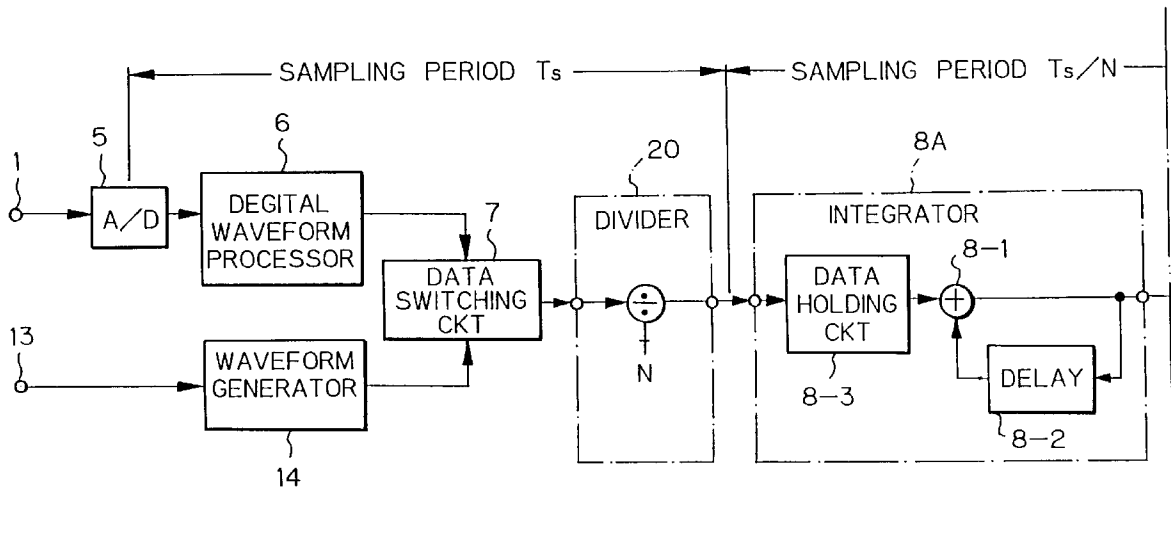 SAMPLING PERIOD Ts
SAMPLING PERIOD Ts/N
1
5
6
20
8A
A/D
DEGITAL
WAVEFORM
PROCESSOR
7
DIVIDER
INTEGRATOR
8-1
DATA
SWITCHING
CKT
÷
DATA
HOLDING
CKT
+
13
WAVEFORM
GENERATOR
N
8-3
DELAY
8-2
14